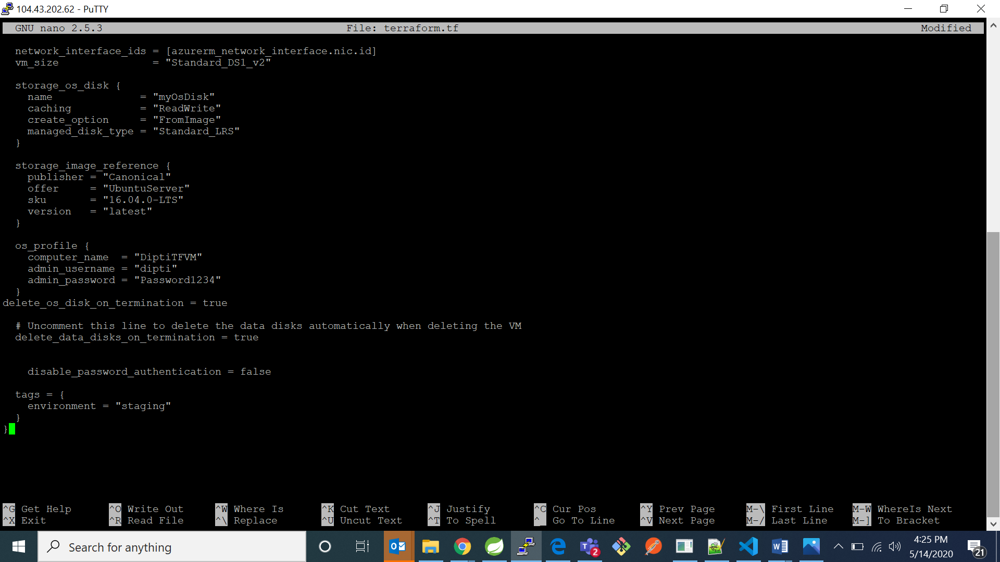 104.43.202.62 - PuTTY
GNU nano 2.5.3 File: terraform.tf Modified
network_interface_ids = [azurerm_network_interface.nic.id]
vm_size = "Standard_DS1_v2"
storage_os_disk {
name = "myOsDisk"
caching = "ReadWrite"
create_option = "FromImage"
managed_disk_type = "Standard_LRS"
}
storage_image_reference {
publisher = "Canonical"
offer = "UbuntuServer"
sku = "16.04.0-LTS"
version = "latest"
}
os_profile {
computer_name = "DiptiTFVM"
admin_username = "dipti"
admin_password = "Password1234"
}
delete_os_disk_on_termination = true
# Uncomment this line to delete the data disks automatically when deleting the VM
delete_data_disks_on_termination = true
disable_password_authentication = false
tags = {
environment = "staging"
}
}
^G Get Help ^O Write Out ^W Where Is ^K Cut Text ^J Justify ^C Cur Pos ^Y Prev Page M-\ First Line M-W WhereIs Next
^X Exit ^R Read File ^\ Replace ^U Uncut Text ^T To Spell ^_ Go To Line ^V Next Page M-/ Last Line M-] To Bracket
Search for anything
2
4:25 PM
5/14/2020
21